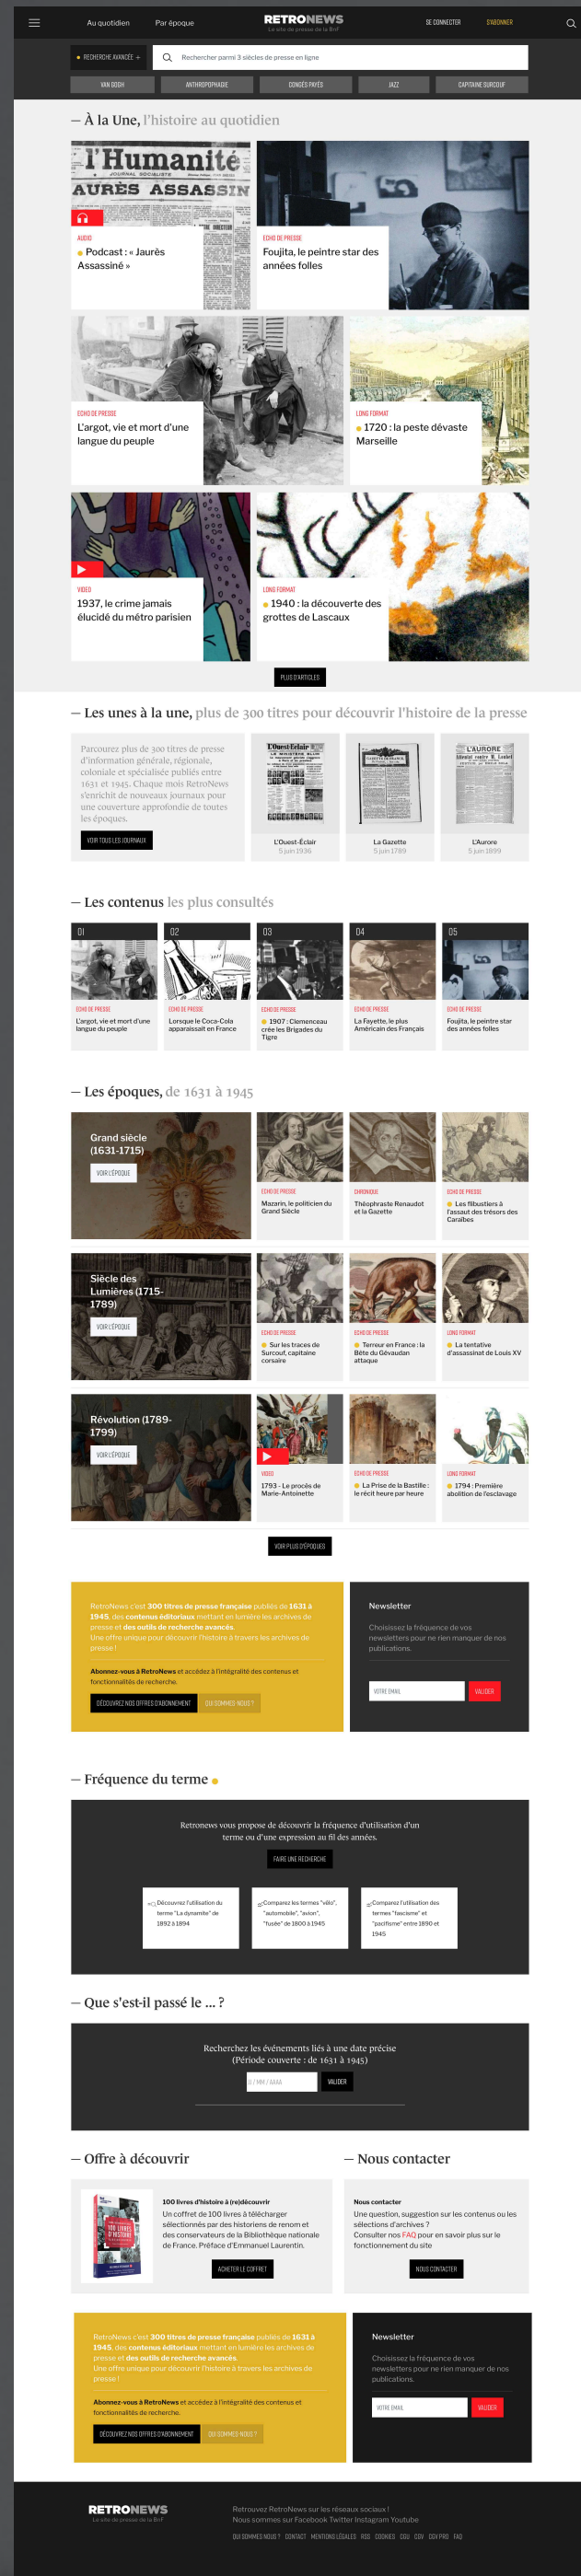 Au quotidien
Par époque
RETRONEWS
Le site de presse de la BnF
SE CONNECTER
S'ABONNER
RECHERCHE AVANCÉE +
Rechercher parmi 3 siècles de presse en ligne
VAN GOGH
ANTHROPOPHAGIE
CONGÉS PAYÉS
JAZZ
CAPITAINE SURCOUF
— À la Une, l'histoire au quotidien
l'Humanité
JOURNAL SOCIALISTE
AURÈS ASSASSIN
AUDIO
Podcast : « Jaurès
Assassiné »
ECHO DE PRESSE
Foujita, le peintre star des
années folles
ECHO DE PRESSE
L'argot, vie et mort d'une
langue du peuple
LONG FORMAT
1720 : la peste dévaste
Marseille
VIDEO
1937, le crime jamais
élucidé du métro parisien
LONG FORMAT
1940 : la découverte des
grottes de Lascaux
PLUS D'ARTICLES
— Les unes à la une, plus de 300 titres pour découvrir l'histoire de la presse
Parcourez plus de 300 titres de presse
d'information générale, régionale,
coloniale et spécialisée publiés entre
1631 et 1945. Chaque mois RetroNews
s'enrichit de nouveaux journaux pour
une couverture approfondie de toutes
les époques.
VOIR TOUS LES JOURNAUX
L'Ouest-Éclair
L'Ouest-Éclair
5 juin 1936
La Gazette
5 juin 1789
L'AURORE
L'Aurore
5 juin 1899
— Les contenus les plus consultés
01
ECHO DE PRESSE
L'argot, vie et mort d'une
langue du peuple
02
ECHO DE PRESSE
Lorsque le Coca-Cola
apparaissait en France
03
ECHO DE PRESSE
1907 : Clemenceau
crée les Brigades du
Tigre
04
ECHO DE PRESSE
La Fayette, le plus
Américain des Français
05
ECHO DE PRESSE
Foujita, le peintre star
des années folles
— Les époques, de 1631 à 1945
Grand siècle
(1631-1715)
VOIR L'ÉPOQUE
ECHO DE PRESSE
Mazarin, le politicien du
Grand Siècle
CHRONIQUE
Théophraste Renaudot
et la Gazette
ECHO DE PRESSE
Les flibustiers à
l'assaut des trésors des
Caraïbes
Siècle des
Lumières (1715-
1789)
VOIR L'ÉPOQUE
ECHO DE PRESSE
Sur les traces de
Surcouf, capitaine
corsaire
ECHO DE PRESSE
Terreur en France : la
Bête du Gévaudan
attaque
LONG FORMAT
La tentative
d'assassinat de Louis XV
Révolution (1789-
1799)
VOIR L'ÉPOQUE
VIDEO
1793 - Le procès de
Marie-Antoinette
ECHO DE PRESSE
La Prise de la Bastille :
le récit heure par heure
LONG FORMAT
1794 : Première
abolition de l'esclavage
VOIR PLUS D'ÉPOQUES
RetroNews c'est 300 titres de presse française publiés de 1631 à
1945, des contenus éditoriaux mettant en lumière les archives de
presse et des outils de recherche avancés.
Une offre unique pour découvrir l'histoire à travers les archives de
presse !
Abonnez-vous à RetroNews et accédez à l'intégralité des contenus et
fonctionnalités de recherche.
DÉCOUVREZ NOS OFFRES D'ABONNEMENT
QUI SOMMES-NOUS ?
Newsletter
Choisissez la fréquence de vos
newsletters pour ne rien manquer de nos
publications.
VOTRE EMAIL
VALIDER
— Fréquence du terme
Retronews vous propose de découvrir la fréquence d'utilisation d'un
terme ou d'une expression au fil des années.
FAIRE UNE RECHERCHE
Découvrez l'utilisation du
terme "La dynamite" de
1892 à 1894
Comparez les termes "vélo",
"automobile", "avion",
"fusée" de 1800 à 1945
Comparez l'utilisation des
termes "fascisme" et
"pacifisme" entre 1890 et
1945
— Que s'est-il passé le ... ?
Recherchez les événements liés à une date précise
(Période couverte : de 1631 à 1945)
/ MM / AAAA
VALIDER
— Offre à découvrir
100 LIVRES
D'HISTOIRE
100 livres d'histoire à (re)découvrir
Un coffret de 100 livres à télécharger
sélectionnés par des historiens de renom et
des conservateurs de la Bibliothèque nationale
de France. Préface d'Emmanuel Laurentin.
ACHETER LE COFFRET
— Nous contacter
Nous contacter
Une question, suggestion sur les contenus ou les
sélections d'archives ?
Consulter nos FAQ pour en savoir plus sur le
fonctionnement du site
NOUS CONTACTER
RetroNews c'est 300 titres de presse française publiés de 1631 à
1945, des contenus éditoriaux mettant en lumière les archives de
presse et des outils de recherche avancés.
Une offre unique pour découvrir l'histoire à travers les archives de
presse !
Abonnez-vous à RetroNews et accédez à l'intégralité des contenus et
fonctionnalités de recherche.
DÉCOUVREZ NOS OFFRES D'ABONNEMENT
QUI SOMMES-NOUS ?
Newsletter
Choisissez la fréquence de vos
newsletters pour ne rien manquer de nos
publications.
VOTRE EMAIL
VALIDER
RETRONEWS
Le site de presse de la BnF
Retrouvez RetroNews sur les réseaux sociaux !
Nous sommes sur Facebook Twitter Instagram Youtube
QUI SOMMES NOUS ? CONTACT MENTIONS LÉGALES RSS COOKIES CGU CGV CGV PRO FAQ